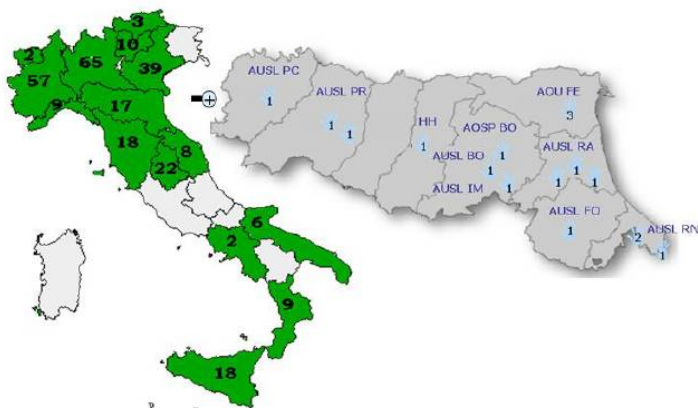 3
2
10
65
57
39
9
17
18
8
22
6
2
9
18
AUSL PC
1
AUSL PR
1
1
HH
1
AOSP BO
1
AUSL BO
1
AUSL IM
1
AOU FE
3
AUSL RA
1
1
1
AUSL FO
1
AUSL RN
2
1